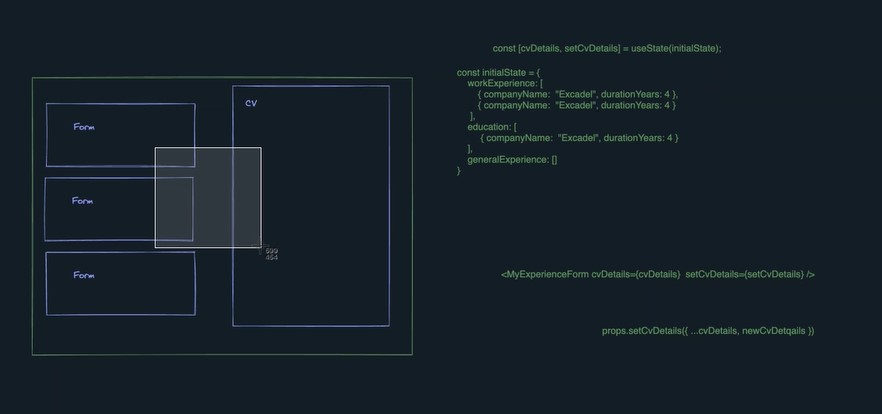 const [cvDetails, setCvDetails] = useState(initialState);
const initialState = {
workExperience: [
{ companyName: "Excadel", durationYears: 4 },
{ companyName: "Excadel", durationYears: 4 }
],
education: [
{ companyName: "Excadel", durationYears: 4 }
],
generalExperience: []
}
CV
Form
Form
Form
599
464
<MyExperienceForm cvDetails={cvDetails} setCvDetails={setCvDetails} />
props.setCvDetails({ ...cvDetails, newCvDetqails })